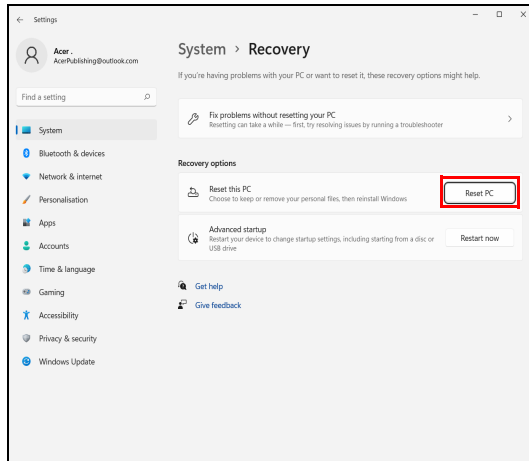 Settings
Acer .
AcerPublishing@outlook.com
Find a setting
System
Bluetooth & devices
Network & internet
Personalisation
Apps
Accounts
Time & language
Gaming
Accessibility
Privacy & security
Windows Update
System > Recovery
If you're having problems with your PC or want to reset it, these recovery options might help.
Fix problems without resetting your PC
Resetting can take a while — first, try resolving issues by running a troubleshooter
Recovery options
Reset this PC
Choose to keep or remove your personal files, then reinstall Windows
Reset PC
Advanced startup
Restart your device to change startup settings, including starting from a disc or
USB drive
Restart now
Get help
Give feedback